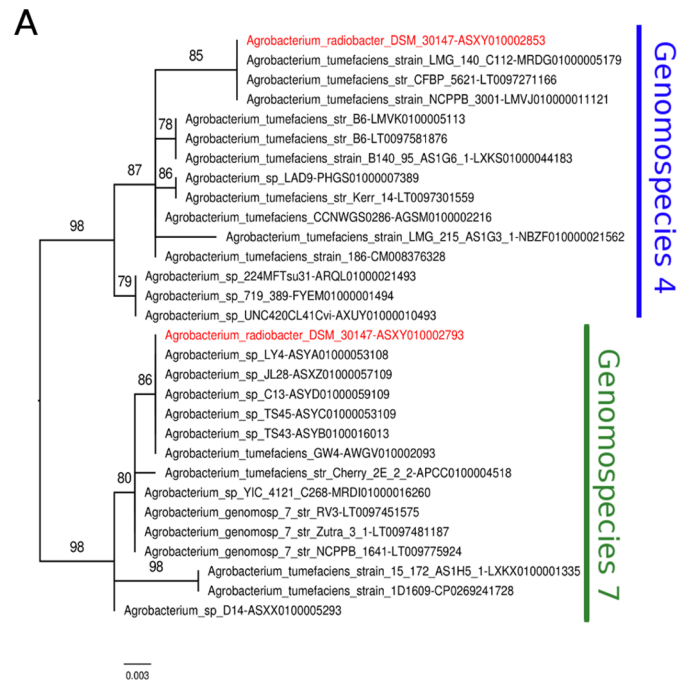 A
85
Agrobacterium_radiobacter_DSM_30147-ASXY010002853
Agrobacterium_tumefaciens_strain_LMG_140_C112-MRDG01000005179
Agrobacterium_tumefaciens_str_CFBP_5621-LT0097271166
Agrobacterium_tumefaciens_strain_NCPPB_3001-LMVJ010000011121
78
Agrobacterium_tumefaciens_str_B6-LMVK0100005113
Agrobacterium_tumefaciens_str_B6-LT0097581876
Agrobacterium_tumefaciens_strain_B140_95_AS1G6_1-LXKS01000044183
87
86
Agrobacterium_sp_LAD9-PHGS01000007389
Agrobacterium_tumefaciens_str_Kerr_14-LT0097301559
Agrobacterium_tumefaciens_CCNWGS0286-AGSM0100002216
98
Agrobacterium_tumefaciens_strain_LMG_215_AS1G3_1-NBZF010000021562
Agrobacterium_tumefaciens_strain_186-CM008376328
79
Agrobacterium_sp_224MFTsu31-ARQL01000021493
Agrobacterium_sp_719_389-FYEM01000001494
Agrobacterium_sp_UNC420CL41Cvi-AXUY01000010493
Genomospecies 4
Agrobacterium_radiobacter_DSM_30147-ASXY010002793
Agrobacterium_sp_LY4-ASYA01000053108
86
Agrobacterium_sp_JL28-ASXZ01000057109
Agrobacterium_sp_C13-ASYD01000059109
Agrobacterium_sp_TS45-ASYC01000053109
Agrobacterium_sp_TS43-ASYB0100016013
Agrobacterium_tumefaciens_GW4-AWGV010002093
80
Agrobacterium_tumefaciens_str_Cherry_2E_2_2-APCC0100004518
Agrobacterium_sp_YIC_4121_C268-MRDI01000016260
Agrobacterium_genomosp_7_str_RV3-LT0097451575
Agrobacterium_genomosp_7_str_Zutra_3_1-LT0097481187
98
Agrobacterium_genomosp_7_str_NCPPB_1641-LT009775924
98
Agrobacterium_tumefaciens_strain_15_172_AS1H5_1-LXKX0100001335
Agrobacterium_tumefaciens_strain_1D1609-CP0269241728
Agrobacterium_sp_D14-ASXX0100005293
Genomospecies 7
0.003